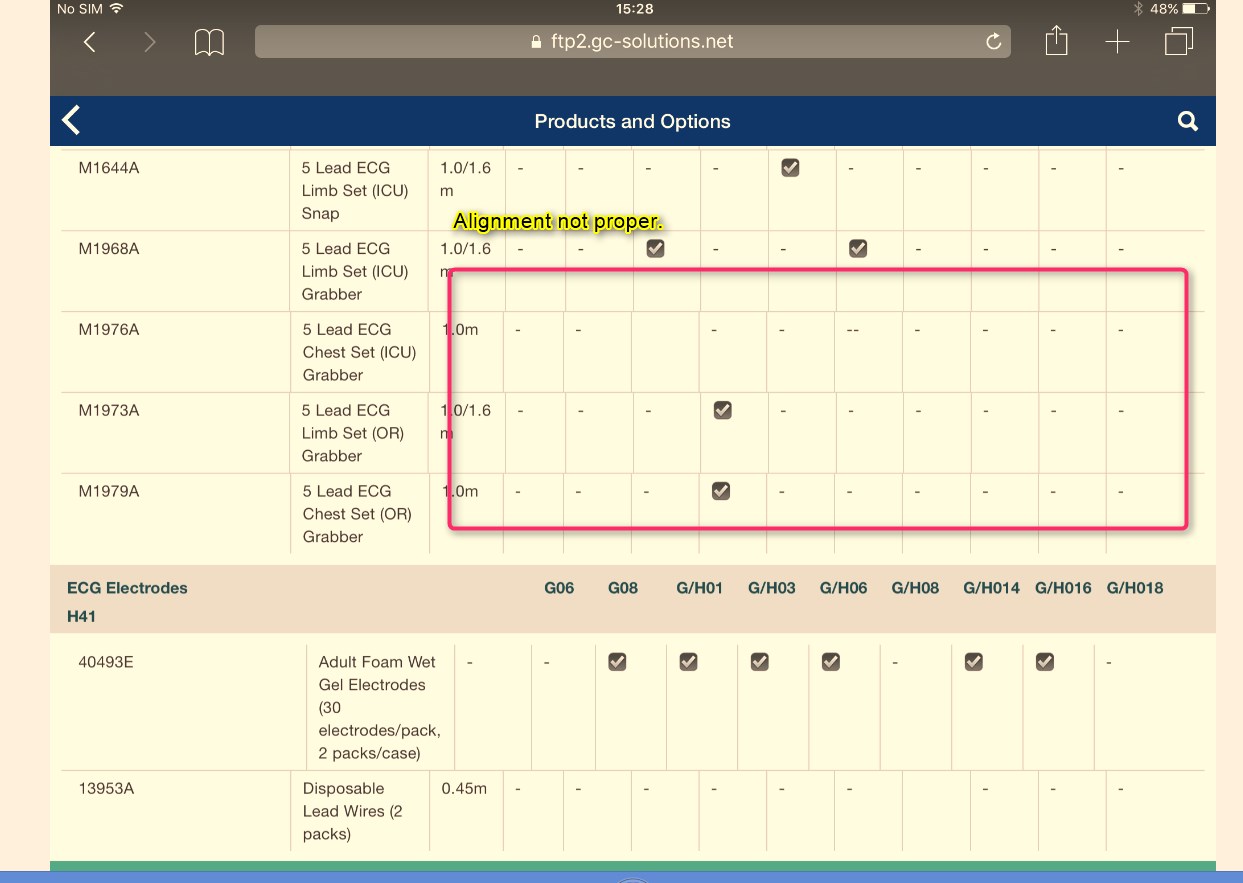 No SIM 15:28 48%
ftp2.gc-solutions.net
Products and Options
M1644A 5 Lead ECG 1.0/1.6 - - - - - - - - -
Limb Set (ICU) m
Snap
Alignment not proper.
M1968A 5 Lead ECG 1.0/1.6 - - - - - - - -
Limb Set (ICU) m
Grabber
M1976A 5 Lead ECG 1.0m - - - - -- - - - -
Chest Set (ICU)
Grabber
M1973A 5 Lead ECG 1.0/1.6 - - - - - - - - -
Limb Set (OR) m
Grabber
M1979A 5 Lead ECG 1.0m - - - - - - - - -
Chest Set (OR)
Grabber
ECG Electrodes G06 G08 G/H01 G/H03 G/H06 G/H08 G/H014 G/H016 G/H018
H41
40493E Adult Foam Wet - - - -
Gel Electrodes
(30
electrodes/pack,
2 packs/case)
13953A Disposable 0.45m - - - - - - - - -
Lead Wires (2
packs)